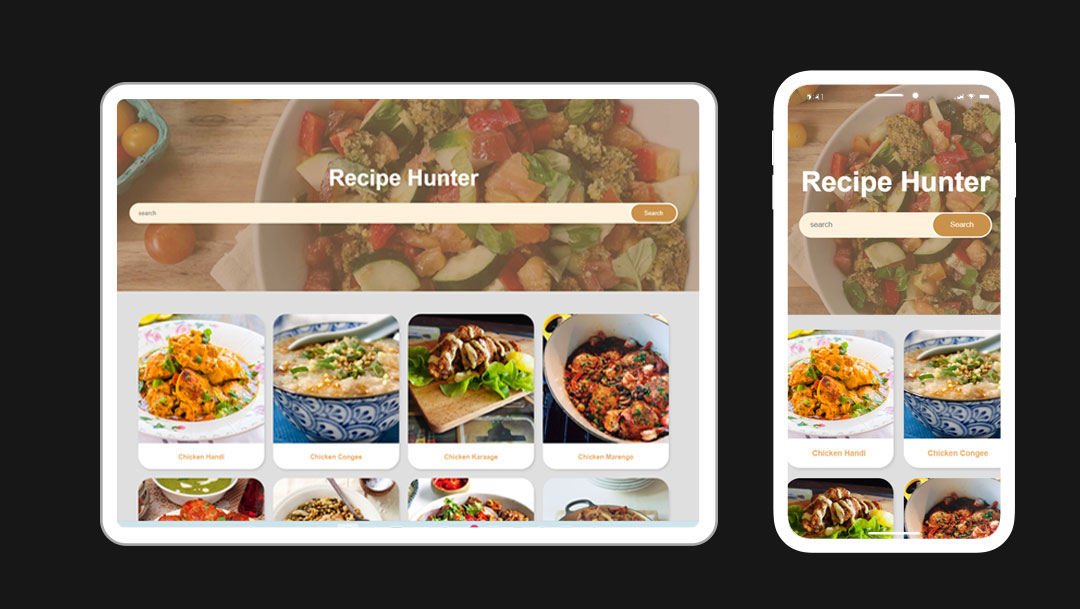 Recipe Hunter
search
Search
Chicken Handi
Chicken Congee
Chicken Karaage
Chicken Marengo
Recipe Hunter
search
Search
Chicken Handi
Chicken Congee